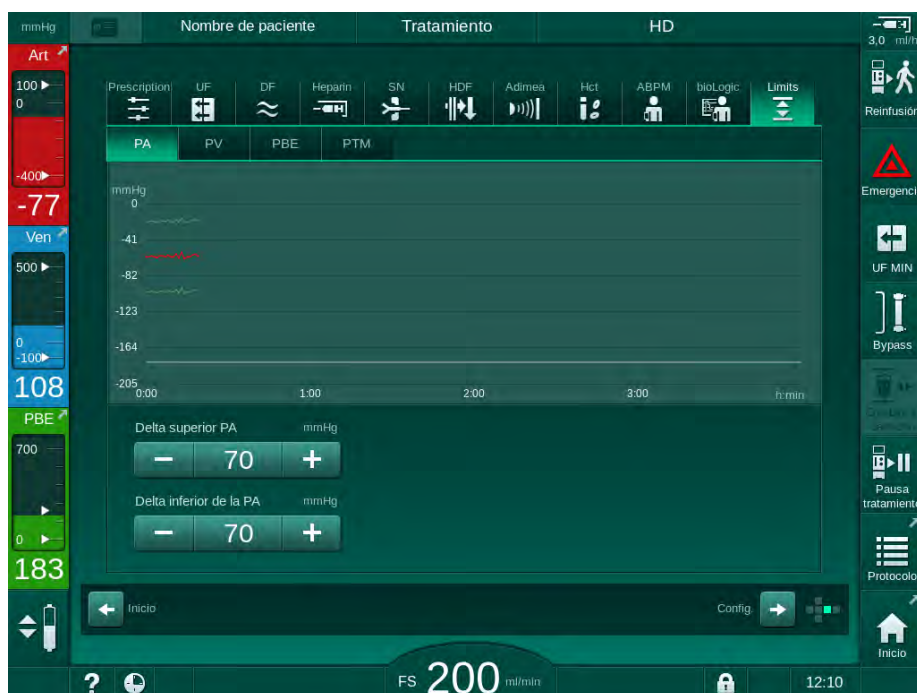 mmHg
Nombre de paciente
Tratamiento
HD
3,0 ml/h
Art
100
0
-400
-77
Ven
500
0
-100
108
PBE
700
0
183
Prescription
UF
DF
Heparin
SN
HDF
Adimea
Hct
ABPM
bioLogic
Limits
PA
PV
PBE
PTM
mmHg
0
-41
-82
-123
-164
-205
0:00
1:00
2:00
3:00
h:min
Delta superior PA mmHg
− 70 +
Delta inferior de la PA mmHg
− 70 +
Inicio
Config.
Reinfusión
Emergenci
UF MIN
Bypass
Pausa
tratamiento
Protocolo
Inicio
?
FS 200 ml/min
12:10